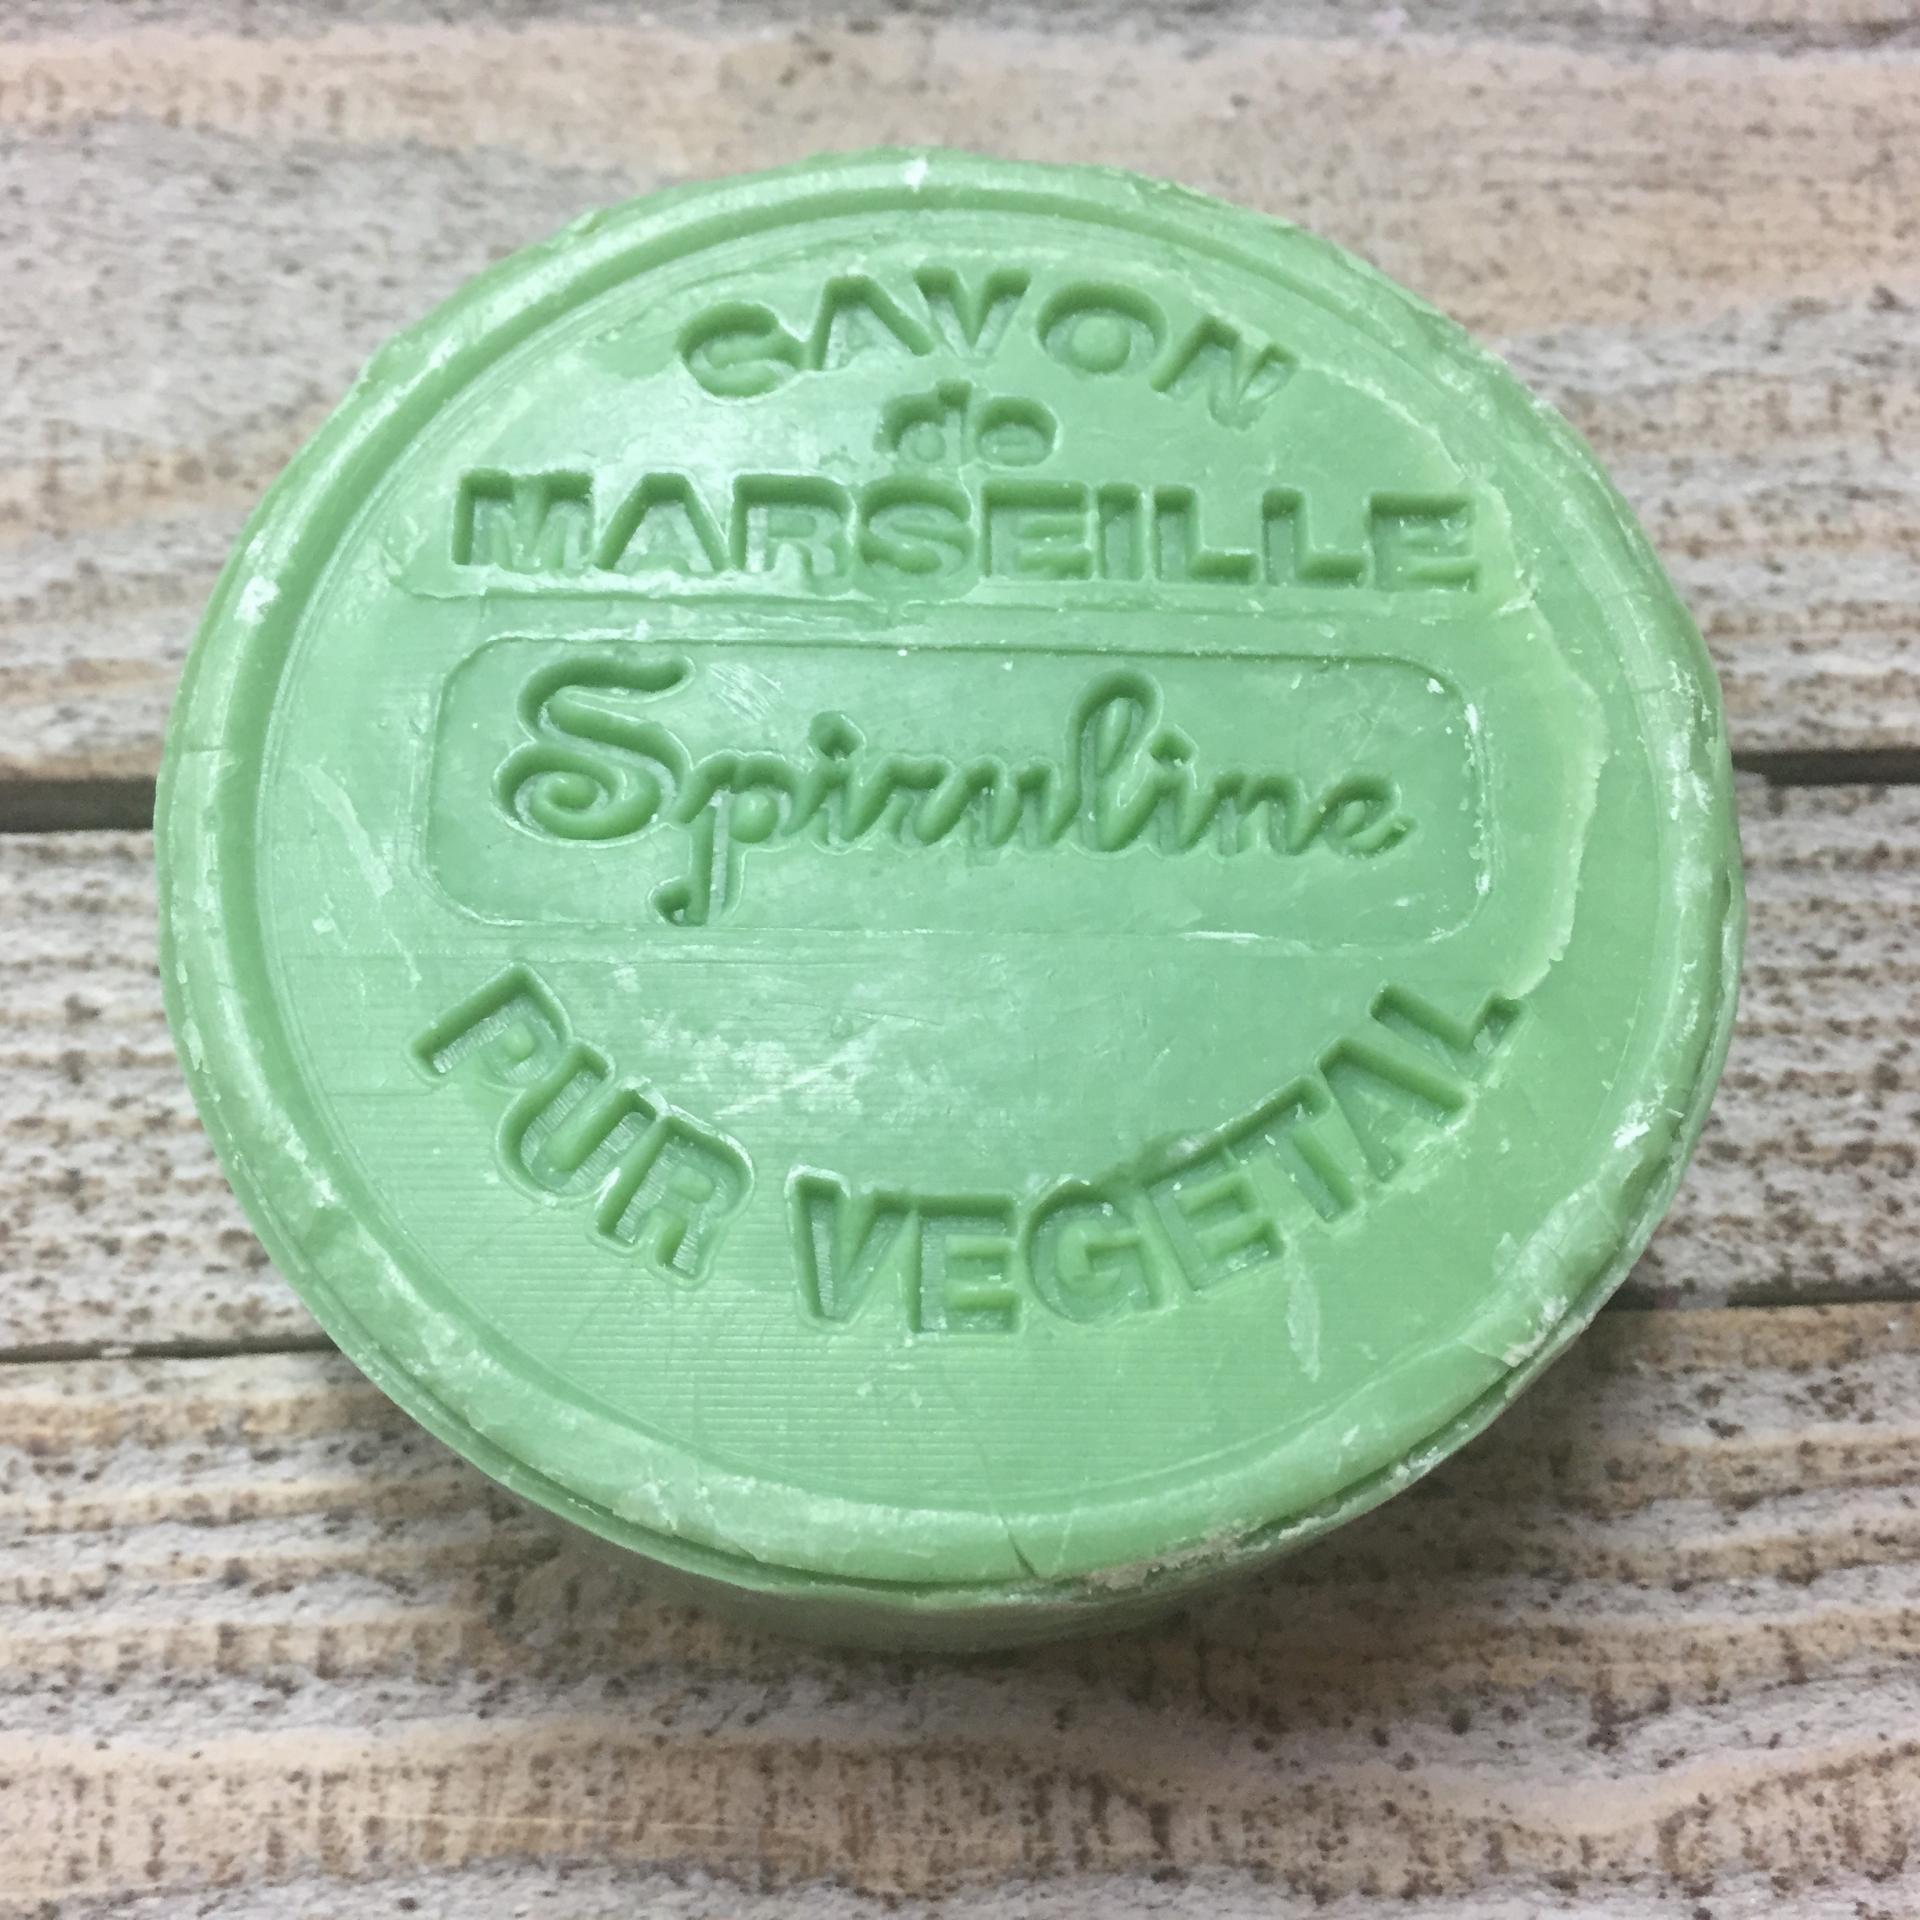 SAVON
de
MARSEILLE
Spiruline
PUR VEGETAL